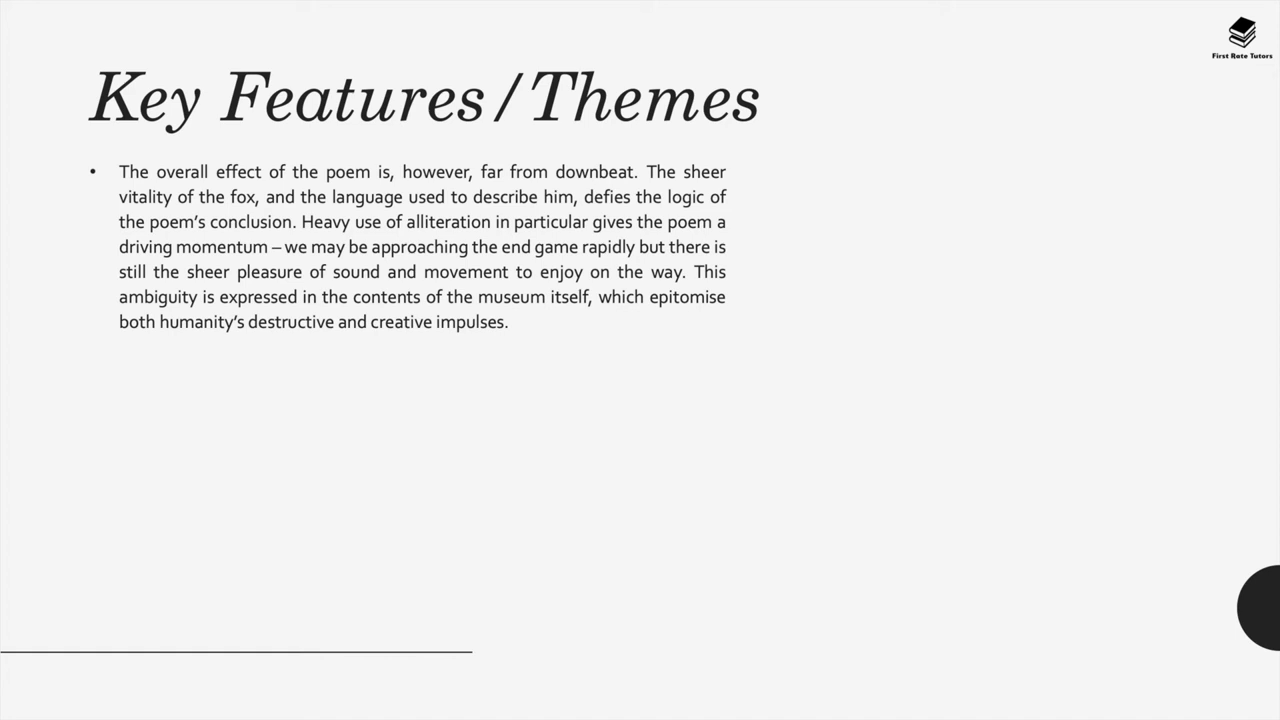 First Rate Tutors
Key Features/Themes
• The overall effect of the poem is, however, far from downbeat. The sheer
vitality of the fox, and the language used to describe him, defies the logic of
the poem’s conclusion. Heavy use of alliteration in particular gives the poem a
driving momentum – we may be approaching the end game rapidly but there is
still the sheer pleasure of sound and movement to enjoy on the way. This
ambiguity is expressed in the contents of the museum itself, which epitomise
both humanity’s destructive and creative impulses.